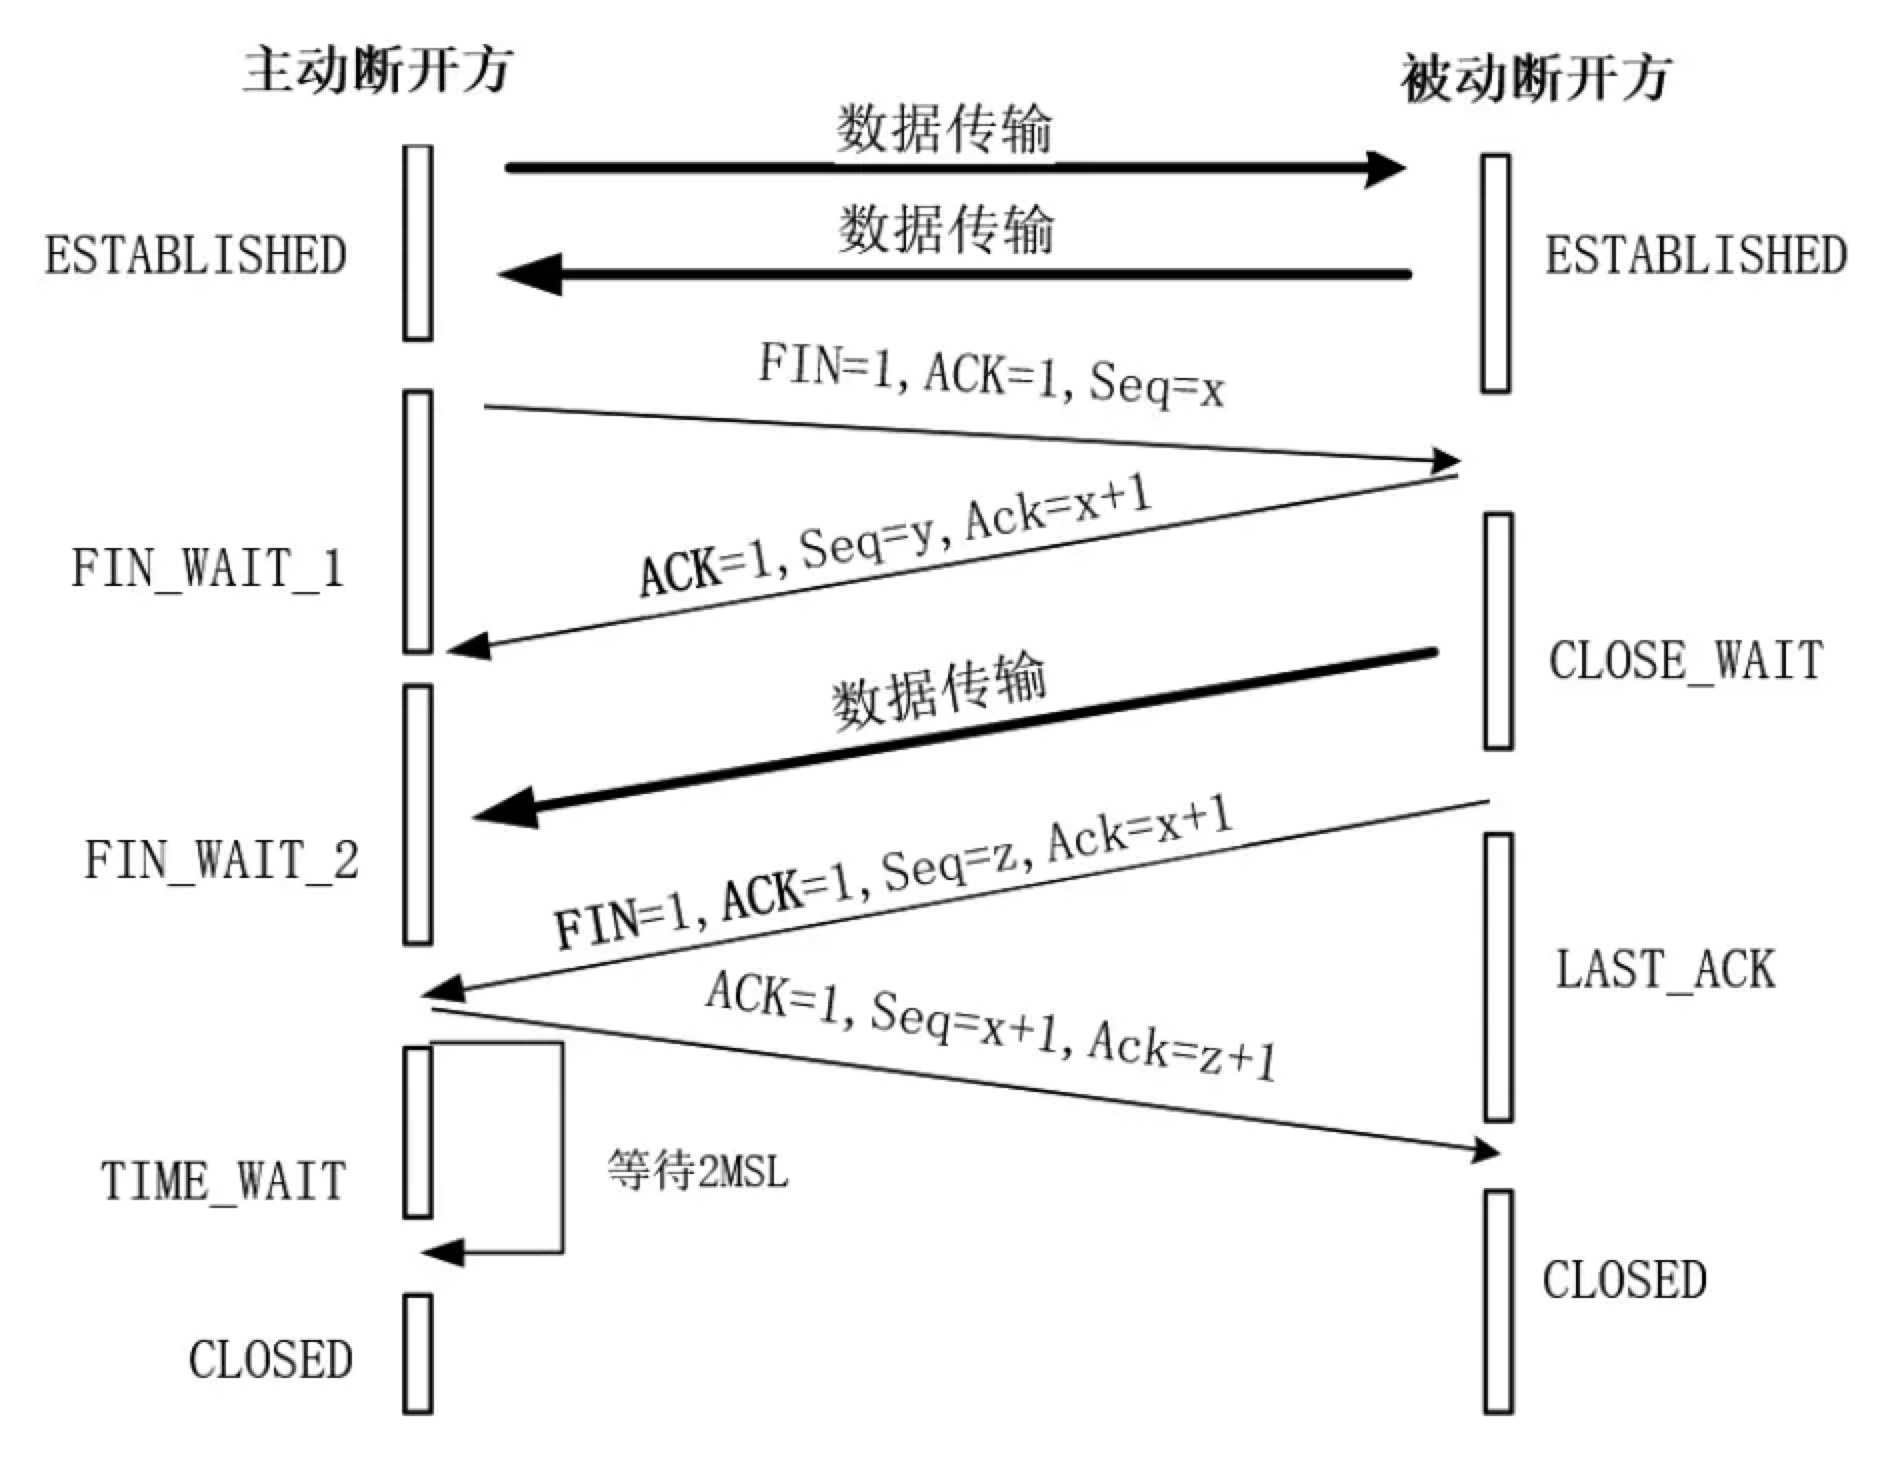 主动断开方
被动断开方
数据传输
数据传输
ESTABLISHED
ESTABLISHED
FIN=1, ACK=1, Seq=x
ACK=1, Seq=y, Ack=x+1
FIN_WAIT_1
数据传输
CLOSE_WAIT
FIN_WAIT_2
FIN=1, ACK=1, Seq=z, Ack=x+1
LAST_ACK
ACK=1, Seq=x+1, Ack=z+1
TIME_WAIT
等待2MSL
CLOSED
CLOSED